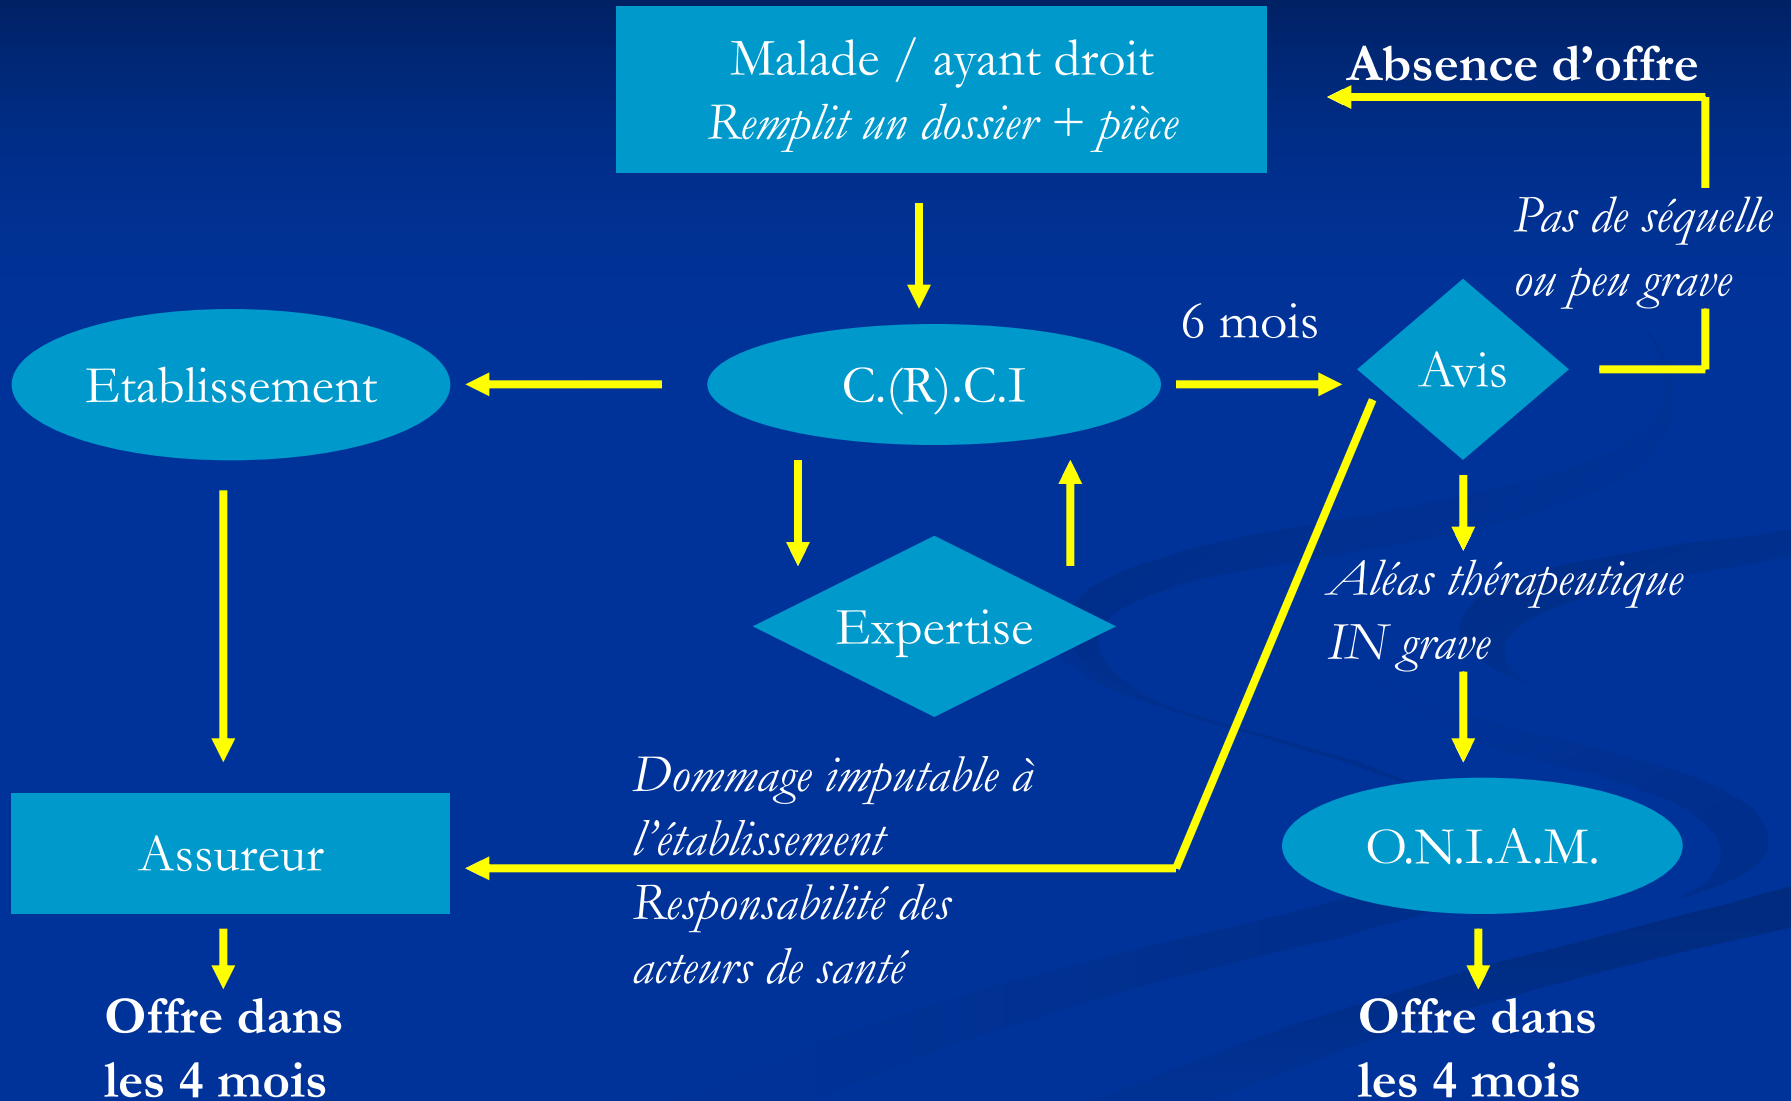 Malade / ayant droit
Remplit un dossier + pièce
Absence d’offre
Pas de séquelle
ou peu grave
6 mois
Etablissement
C.(R).C.I
Avis
Expertise
Aléas thérapeutique
IN grave
Dommage imputable à
l’établissement
Responsabilité des
acteurs de santé
Assureur
O.N.I.A.M.
Offre dans
les 4 mois
Offre dans
les 4 mois